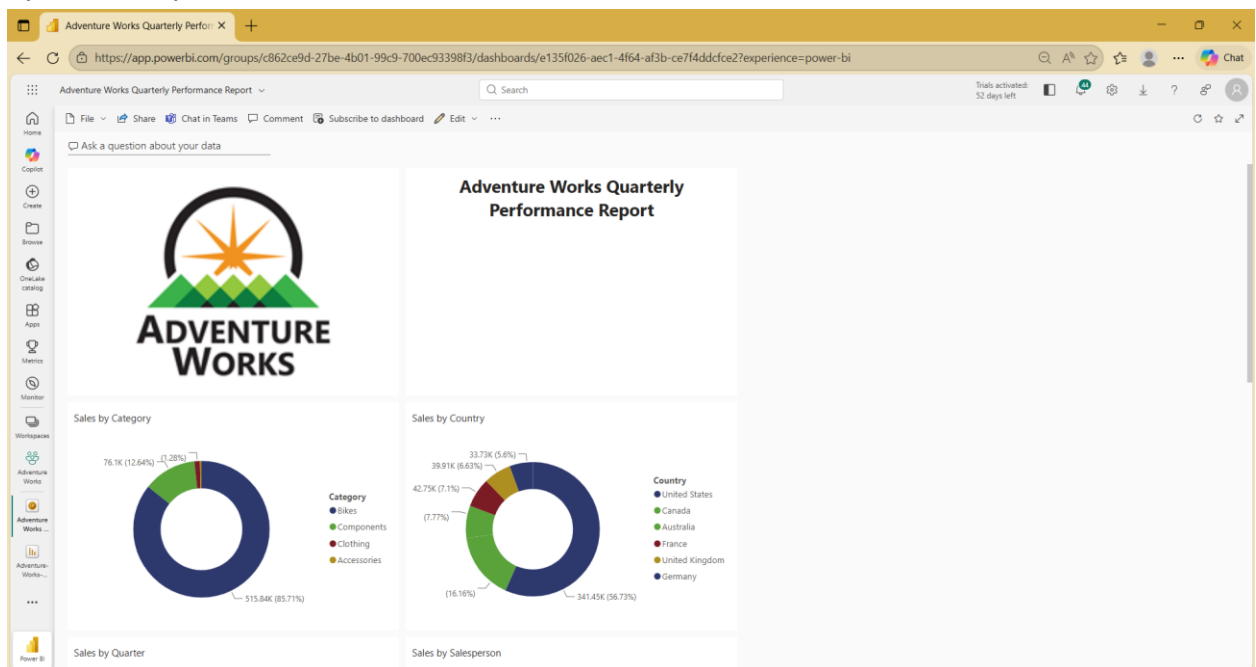 Adventure Works Quarterly Perforr
https://app.powerbi.com/groups/c862ce9d-27be-4b01-99c9-700ec93398f3/dashboards/e135f026-aec1-4f64-af3b-ce7f4ddcfce2?experience=power-bi
Chat
Adventure Works Quarterly Performance Report
Search
Trials activated:
52 days left
44
File
Share
Chat in Teams
Comment
Subscribe to dashboard
Edit
Ask a question about your data
Home
Copilot
Create
Browse
OneLake
catalog
Apps
Metrics
Monitor
Workspaces
Adventure
Works
Adventure
Works ...
Adventure-
Works-...
Power BI
ADVENTURE
WORKS
Adventure Works Quarterly
Performance Report
Sales by Category
76.1K (12.64%)
(1.28%)
515.84K (85.71%)
Category
Bikes
Components
Clothing
Accessories
Sales by Country
33.73K (5.6%)
39.91K (6.63%)
42.75K (7.1%)
(7.77%)
(16.16%)
341.45K (56.73%)
Country
United States
Canada
Australia
France
United Kingdom
Germany
Sales by Quarter
Sales by Salesperson